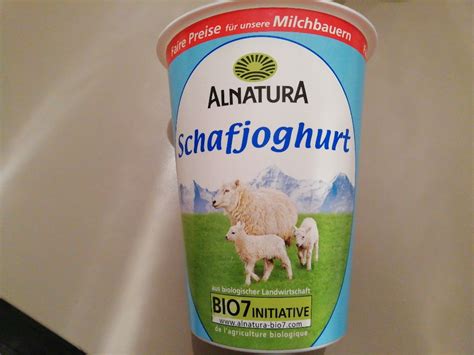 Faire Preise für unsere Milchbauern
ALNATURA
Schafjoghurt
aus biologischer Landwirtschaft
BIO7 INITIATIVE
www.alnatura-bio7.com
de l'agriculture biologique